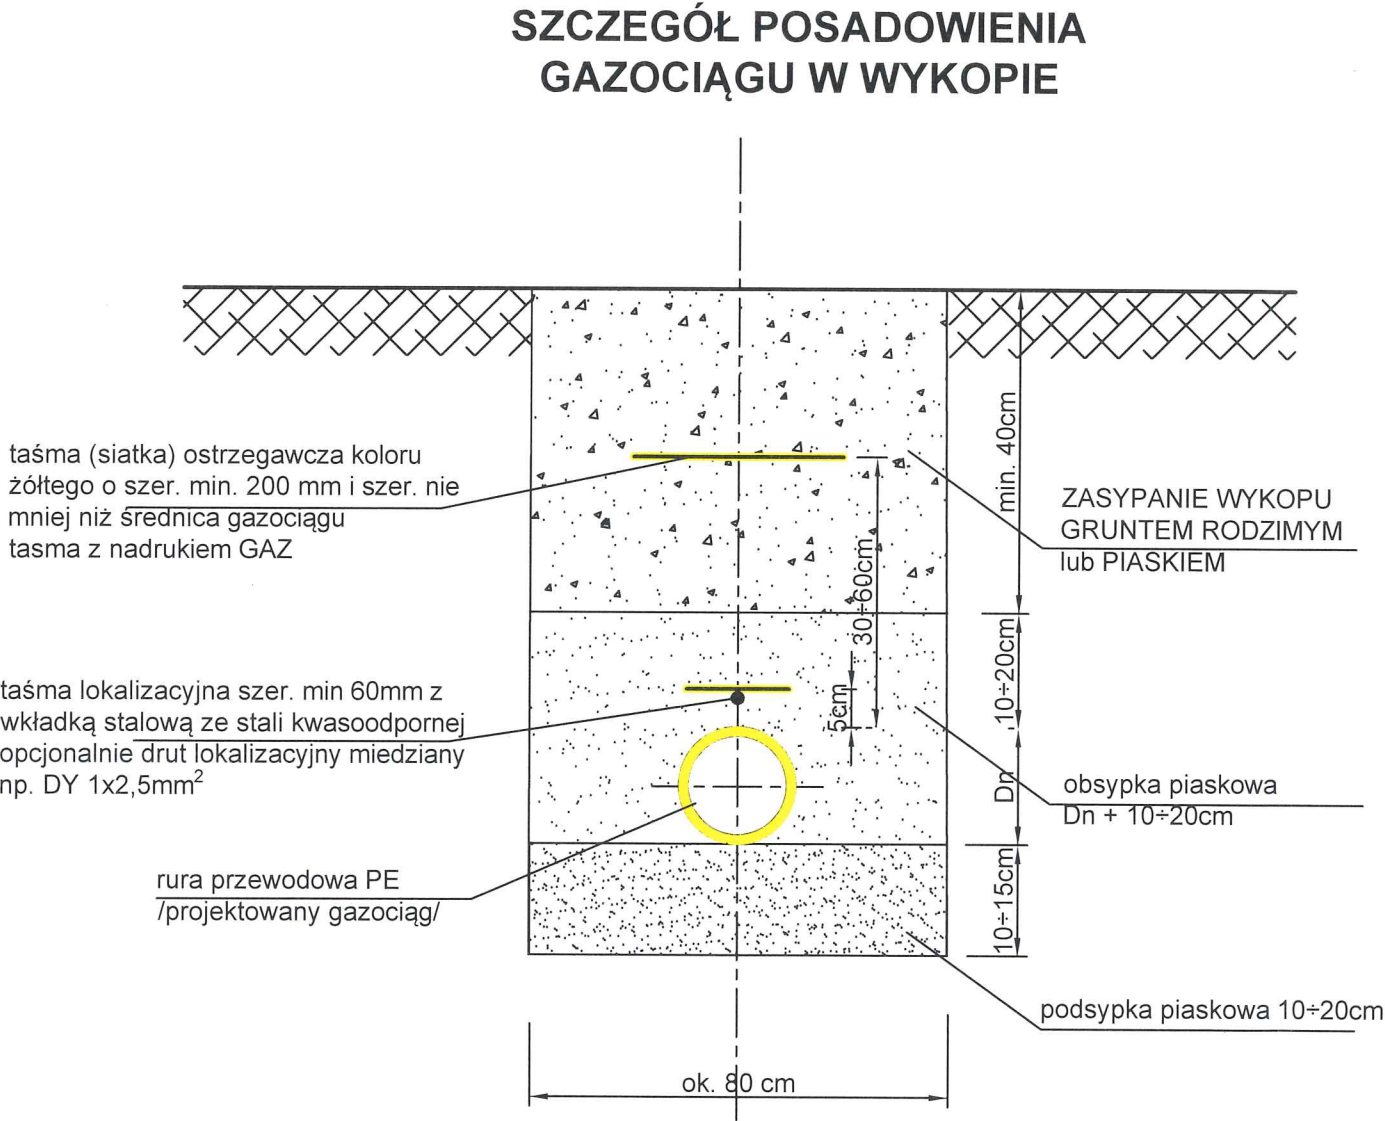 SZCZEGÓŁ POSADOWIENIA
GAZOCIĄGU W WYKOPIE
taśma (siatka) ostrzegawcza koloru
żółtego o szer. min. 200 mm i szer. nie
mniej niż średnica gazociągu
tasma z nadrukiem GAZ
min. 40cm
ZASYPANIE WYKOPU
GRUNTEM RODZIMYM
lub PIASKIEM
30÷60cm
10÷20cm
taśma lokalizacyjna szer. min 60mm z
wkładką stalową ze stali kwasoodpornej
opcjonalnie drut lokalizacyjny miedziany
np. DY 1x2,5mm²
5cm
Dn
obsypka piaskowa
Dn + 10÷20cm
rura przewodowa PE
/projektowany gazociąg/
10÷15cm
podsypka piaskowa 10÷20cm
ok. 80 cm